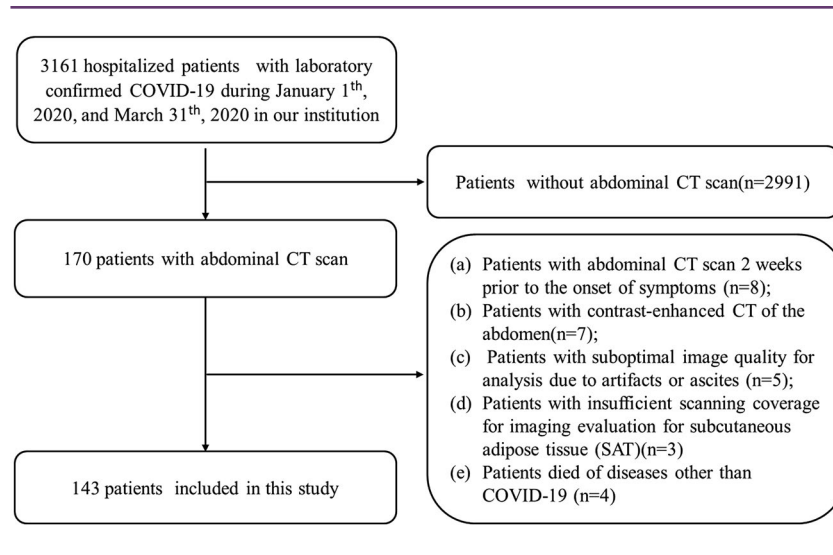 3161 hospitalized patients with laboratory
confirmed COVID-19 during January 1th,
2020, and March 31th, 2020 in our institution
Patients without abdominal CT scan(n=2991)
170 patients with abdominal CT scan
(a) Patients with abdominal CT scan 2 weeks
prior to the onset of symptoms (n=8);
(b) Patients with contrast-enhanced CT of the
abdomen(n=7);
(c) Patients with suboptimal image quality for
analysis due to artifacts or ascites (n=5);
(d) Patients with insufficient scanning coverage
for imaging evaluation for subcutaneous
adipose tissue (SAT)(n=3)
(e) Patients died of diseases other than
COVID-19 (n=4)
143 patients included in this study